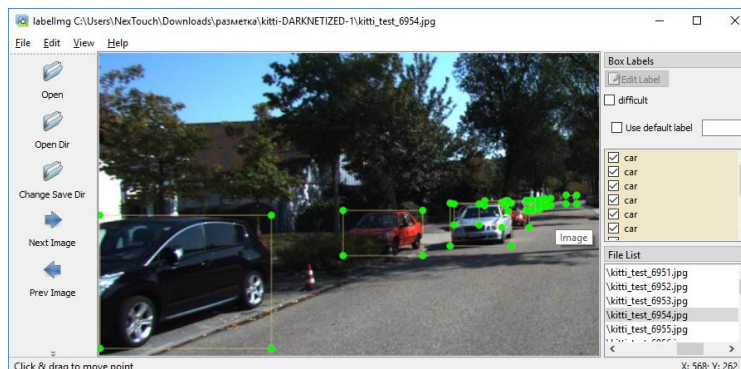 labelImg C:\Users\NexTouch\Downloads\разметка\kitti-DARKNETIZED-1\kitti_test_6954.jpg
File Edit View Help
Open
Open Dir
Change Save Dir
Next Image
Prev Image
Image
Box Labels
Edit Label
difficult
Use default label
car
car
car
car
car
car
File List
\kitti_test_6951.jpg
\kitti_test_6952.jpg
\kitti_test_6953.jpg
\kitti_test_6954.jpg
\kitti_test_6955.jpg
Click & drag to move point
X: 568; Y: 262